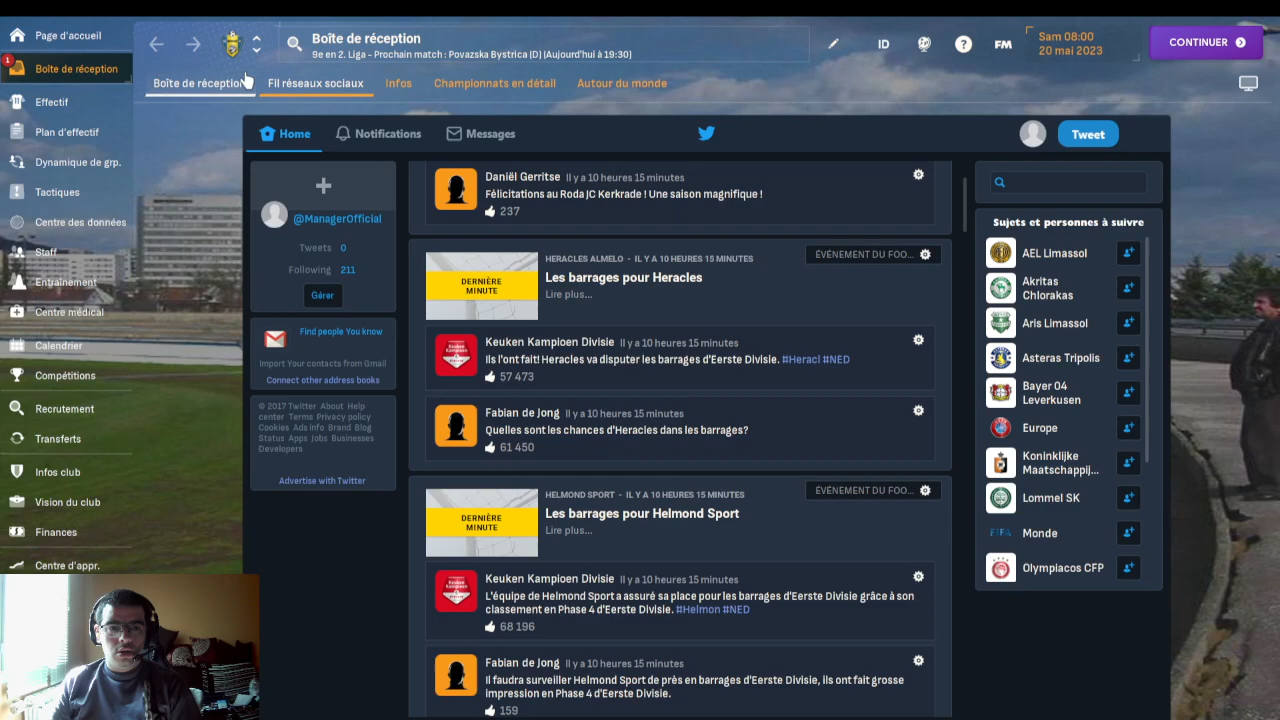 Page d'accueil
1
Boîte de réception
Effectif
Plan d'effectif
Dynamique de grp.
Tactiques
Centre des données
Staff
Entraînement
Centre médical
Calendrier
Compétitions
Recrutement
Transferts
Infos club
Vision du club
Finances
Centre d'appr.
Boîte de réception
9e en 2. Liga - Prochain match : Povazska Bystrica (D) (Aujourd'hui à 19:30)
ID
?
FM
Sam 08:00
20 mai 2023
CONTINUER
Boîte de réception
Fil réseaux sociaux
Infos
Championnats en détail
Autour du monde
Home
Notifications
Messages
Tweet
@ManagerOfficial
Tweets 0
Following 211
Gérer
Find people You know
Import Your contacts from Gmail
Connect other address books
© 2017 Twitter About Help
center Terms Privacy policy
Cookies Ads info Brand Blog
Status Apps Jobs Businesses
Developers
Advertise with Twitter
Daniël Gerritse Il y a 10 heures 15 minutes
Félicitations au Roda JC Kerkrade ! Une saison magnifique !
237
HERACLES ALMELO - IL Y A 10 HEURES 15 MINUTES
ÉVÉNEMENT DU FOO...
DERNIÈRE
MINUTE
Les barrages pour Heracles
Lire plus...
Keuken Kampioen Divisie Il y a 10 heures 15 minutes
Ils l'ont fait! Heracles va disputer les barrages d'Eerste Divisie. #Heracl #NED
57 473
Fabian de Jong Il y a 10 heures 15 minutes
Quelles sont les chances d'Heracles dans les barrages?
61 450
HELMOND SPORT - IL Y A 10 HEURES 15 MINUTES
ÉVÉNEMENT DU FOO...
DERNIÈRE
MINUTE
Les barrages pour Helmond Sport
Lire plus...
Keuken Kampioen Divisie Il y a 10 heures 15 minutes
L'équipe de Helmond Sport a assuré sa place pour les barrages d'Eerste Divisie grâce à son
classement en Phase 4 d'Eerste Divisie. #Helmon #NED
68 196
Fabian de Jong Il y a 10 heures 15 minutes
Il faudra surveiller Helmond Sport de près en barrages d'Eerste Divisie, ils ont fait grosse
impression en Phase 4 d'Eerste Divisie.
159
Sujets et personnes à suivre
AEL Limassol
Akritas
Chlorakas
Aris Limassol
Asteras Tripolis
Bayer 04
Leverkusen
Europe
Koninklijke
Maatschappij...
Lommel SK
FIFA
Monde
Olympiacos CFP